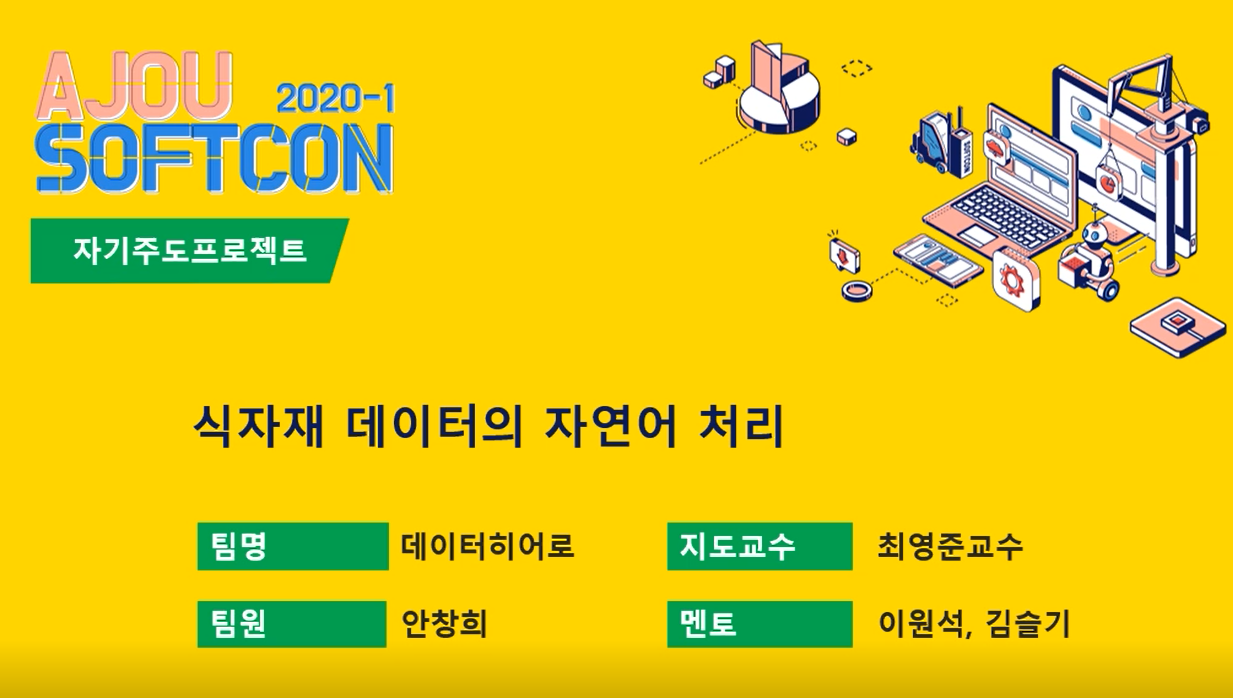 AJOU
2020-1
SOFTCON
자기주도프로젝트
SOFTCON
식자재 데이터의 자연어 처리
팀명 데이터히어로 지도교수 최영준교수
팀원 안창희 멘토 이원석, 김슬기